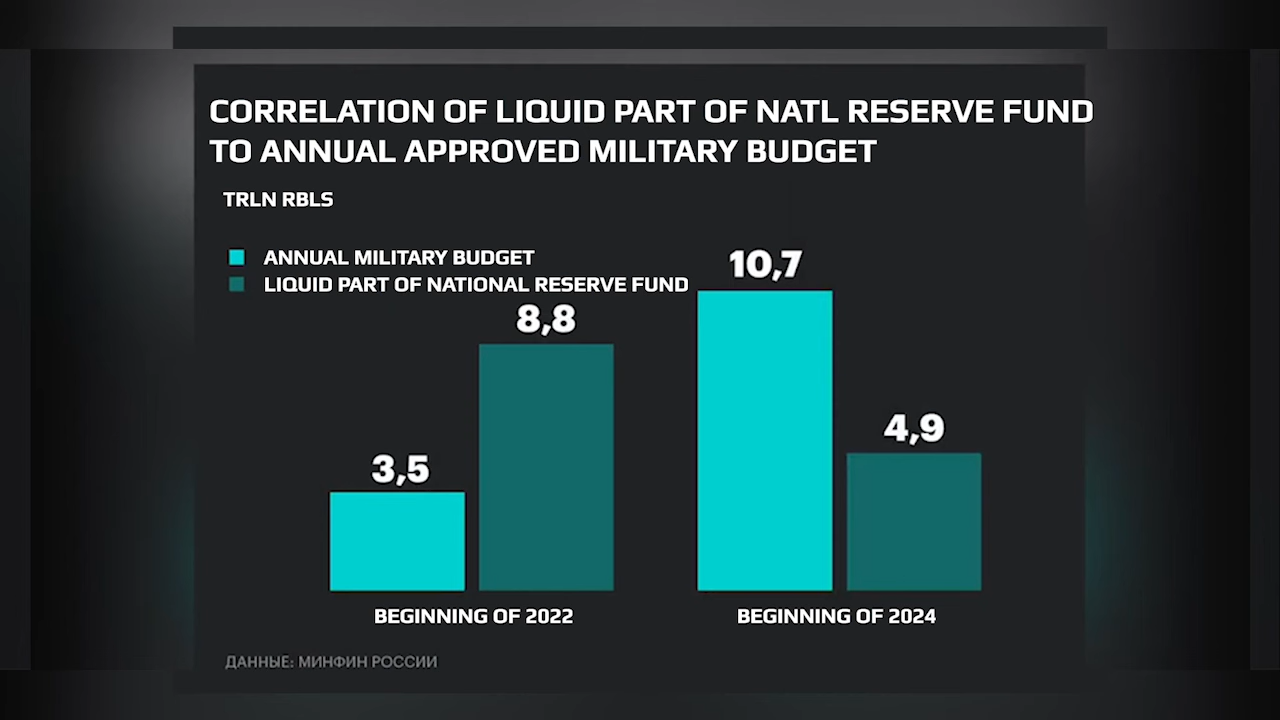 CORRELATION OF LIQUID PART OF NATL RESERVE FUND
TO ANNUAL APPROVED MILITARY BUDGET
TRLN RBLS
ANNUAL MILITARY BUDGET
LIQUID PART OF NATIONAL RESERVE FUND
3,5
8,8
10,7
4,9
BEGINNING OF 2022
BEGINNING OF 2024
ДАННЫЕ: МИНФИН РОССИИ